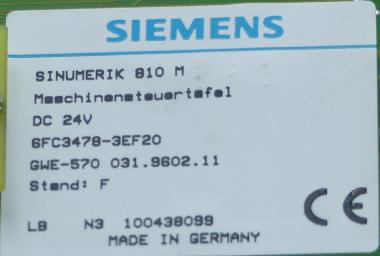 SIEMENS
SINUMERIK 810 M
Maschinensteuertafel
DC 24V
6FC3478-3EF20
GWE-570 031.9602.11
Stand: F
CE
LB N3 100438099
MADE IN GERMANY